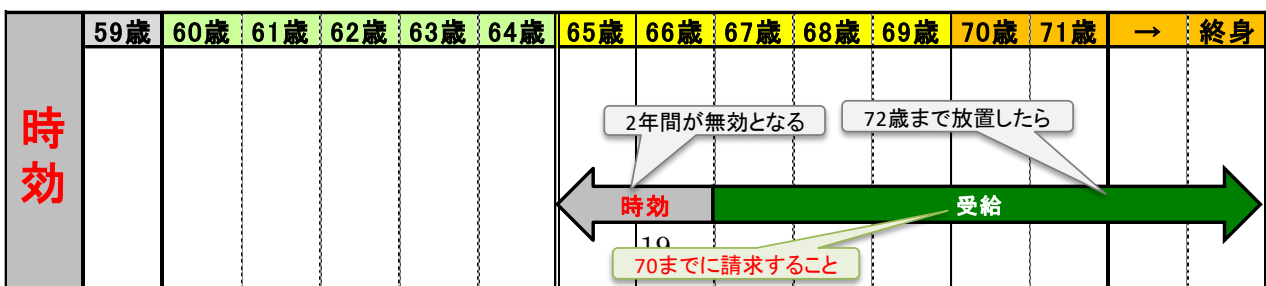 59歳 60歳 61歳 62歳 63歳 64歳 65歳 66歳 67歳 68歳 69歳 70歳 71歳 → 終身
時効
2年間が無効となる
72歳まで放置したら
時効
受給
19
70までに請求すること